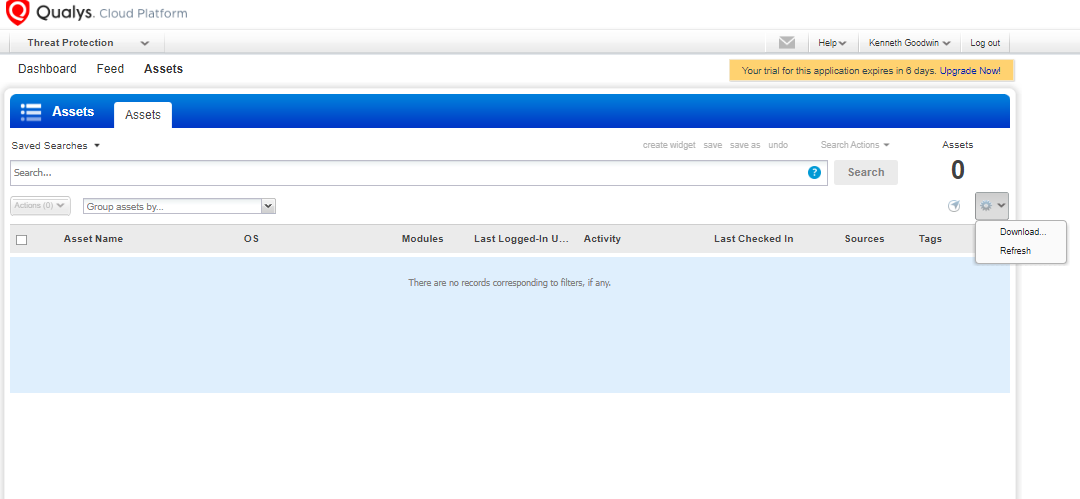 Qualys. Cloud Platform
Threat Protection Help Kenneth Goodwin Log out
Dashboard Feed Assets
Your trial for this application expires in 6 days. Upgrade Now!
Assets Assets
Saved Searches create widget save save as undo Search Actions Assets
Search... ? Search 0
Actions (0) Group assets by...
Download...
Refresh
Asset Name OS Modules Last Logged-In U... Activity Last Checked In Sources Tags
There are no records corresponding to filters, if any.